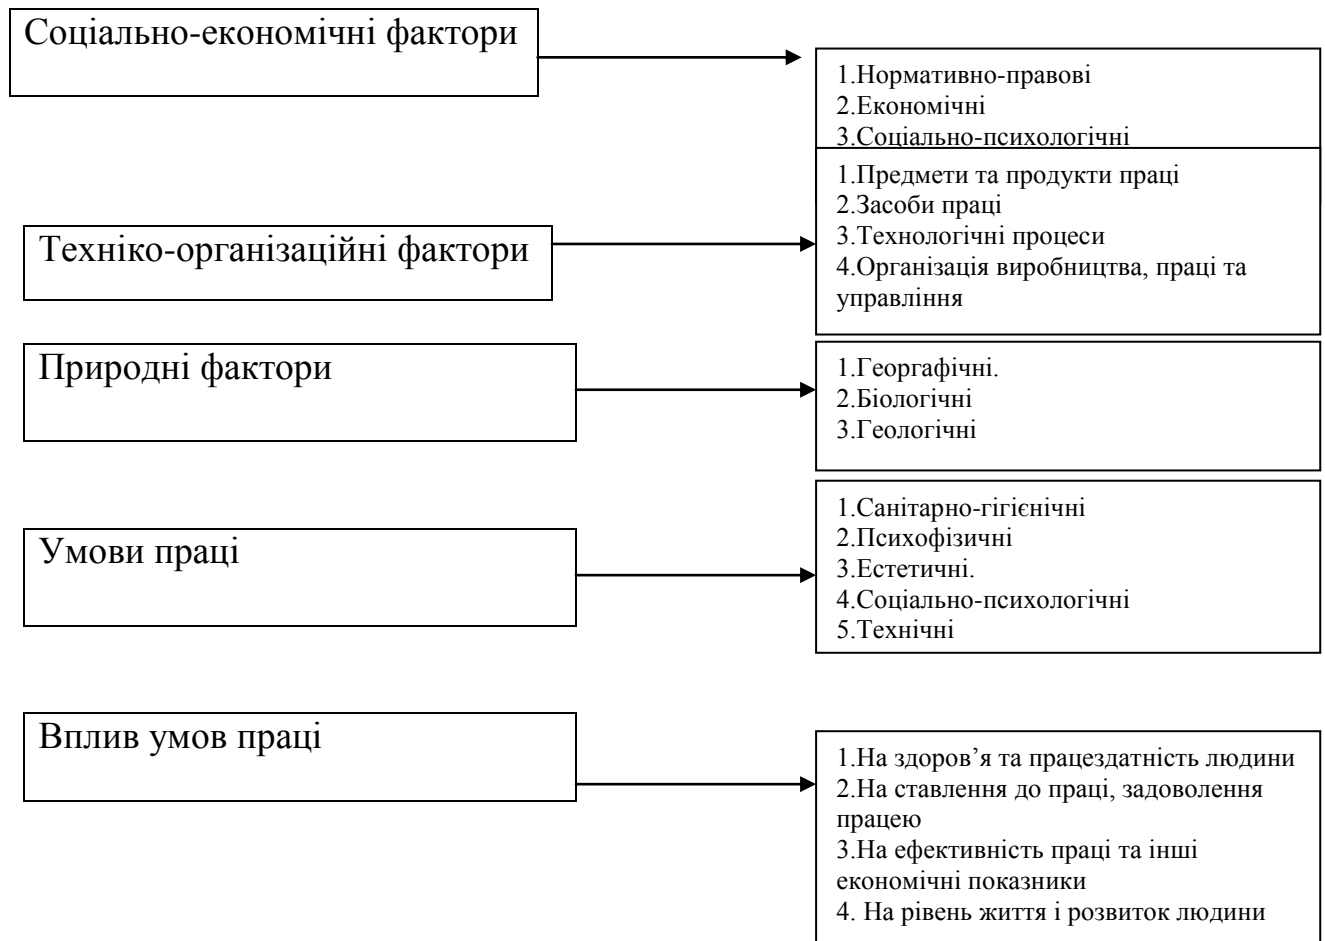 Соціально-економічні фактори
1.Нормативно-правові
2.Економічні
3.Соціально-психологічні
Техніко-організаційні фактори
1.Предмети та продукти праці
2.Засоби праці
3.Технологічні процеси
4.Організація виробництва, праці та
управління
Природні фактори
1.Георгафічні.
2.Біологічні
3.Геологічні
Умови праці
1.Санітарно-гігієнічні
2.Психофізичні
3.Естетичні.
4.Соціально-психологічні
5.Технічні
Вплив умов праці
1.На здоров’я та працездатність людини
2.На ставлення до праці, задоволення
працею
3.На ефективність праці та інші
економічні показники
4. На рівень життя і розвиток людини